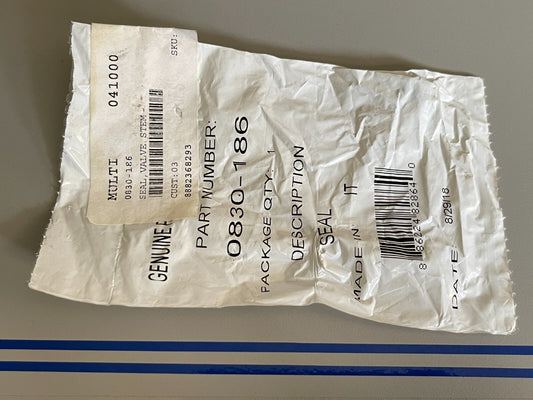 MULTI 041000
0830-186
SEAL, VALVE STEM-
SKU:
CUST:03
8882368293
GENUINE
PART NUMBER:
0830-186
PACKAGE QTY: 1
DESCRIPTION
SEAL
MADE IN IT
DATE 8/29/18